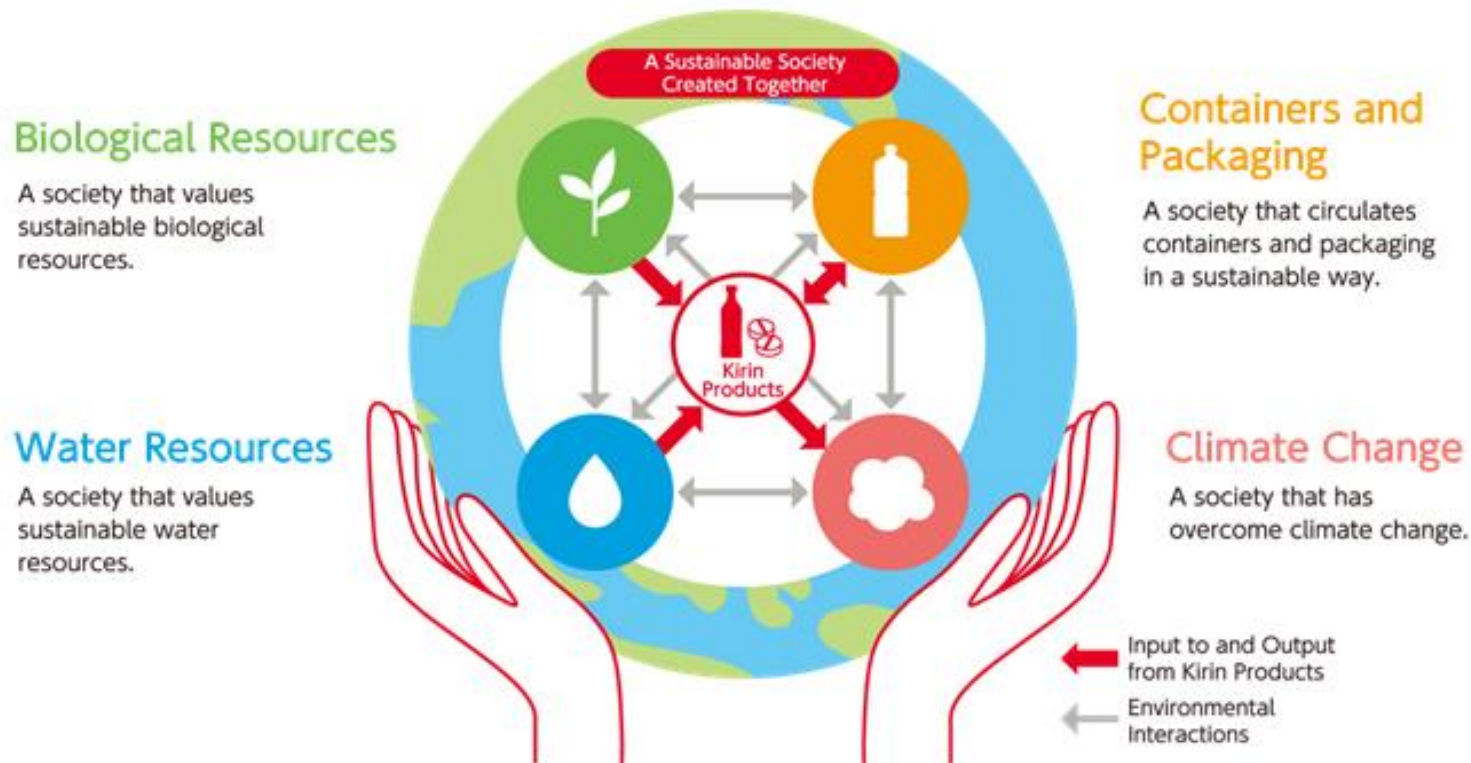 A Sustainable Society
Created Together
Biological Resources
A society that values
sustainable biological
resources.
Containers and
Packaging
A society that circulates
containers and packaging
in a sustainable way.
Kirin
Products
Water Resources
A society that values
sustainable water
resources.
Climate Change
A society that has
overcome climate change.
Input to and Output
from Kirin Products
Environmental
Interactions